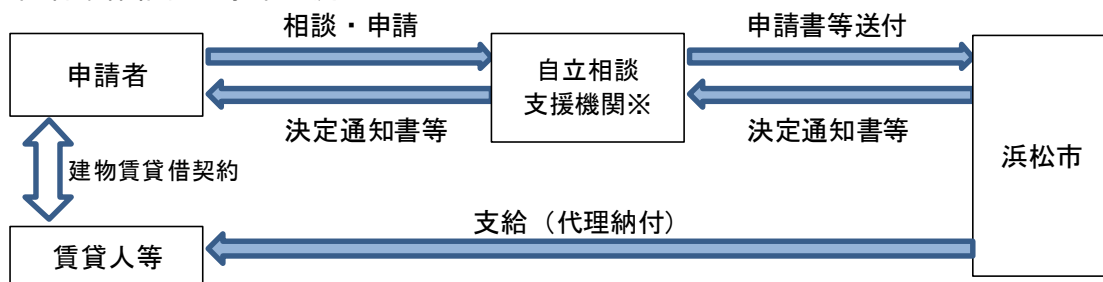 相談・申請
申請書等送付
申請者
自立相談
支援機関※
浜松市
決定通知書等
決定通知書等
建物賃貸借契約
支給（代理納付）
賃貸人等